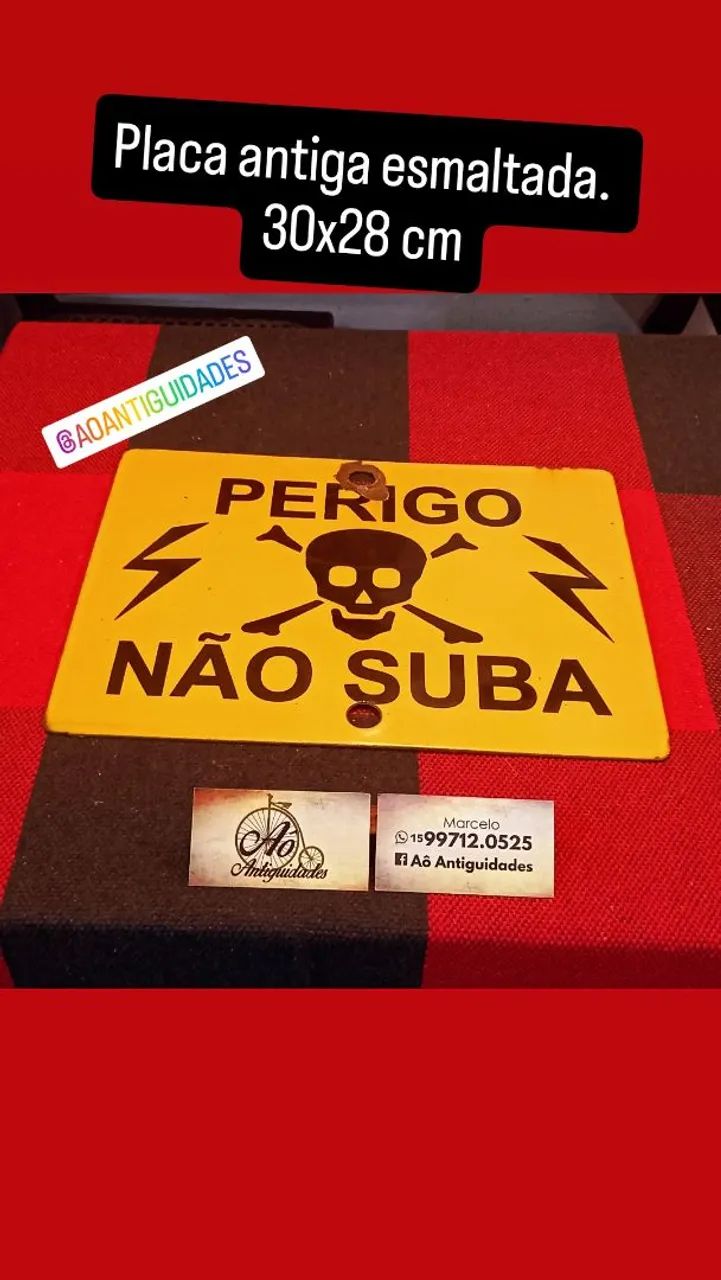 Placa antiga esmaltada.
30x28 cm
@AOANTIGUIDADES
PERIGO
NÃO SUBA
Aô
Antiguidades
Marcelo
15 99712.0525
Aô Antiguidades